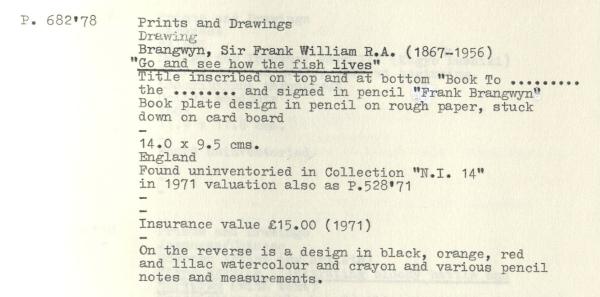 P. 682'78 Prints and Drawings
Drawing
Brangwyn, Sir Frank William R.A. (1867-1956)
"Go and see how the fish lives"
Title inscribed on top and at bottom "Book To .........
the ........ and signed in pencil "Frank Brangwyn"
Book plate design in pencil on rough paper, stuck
down on card board
-
14.0 x 9.5 cms.
England
Found uninventoried in Collection "N.I. 14"
in 1971 valuation also as P.528'71
-
-
Insurance value £15.00 (1971)
-
On the reverse is a design in black, orange, red
and lilac watercolour and crayon and various pencil
notes and measurements.